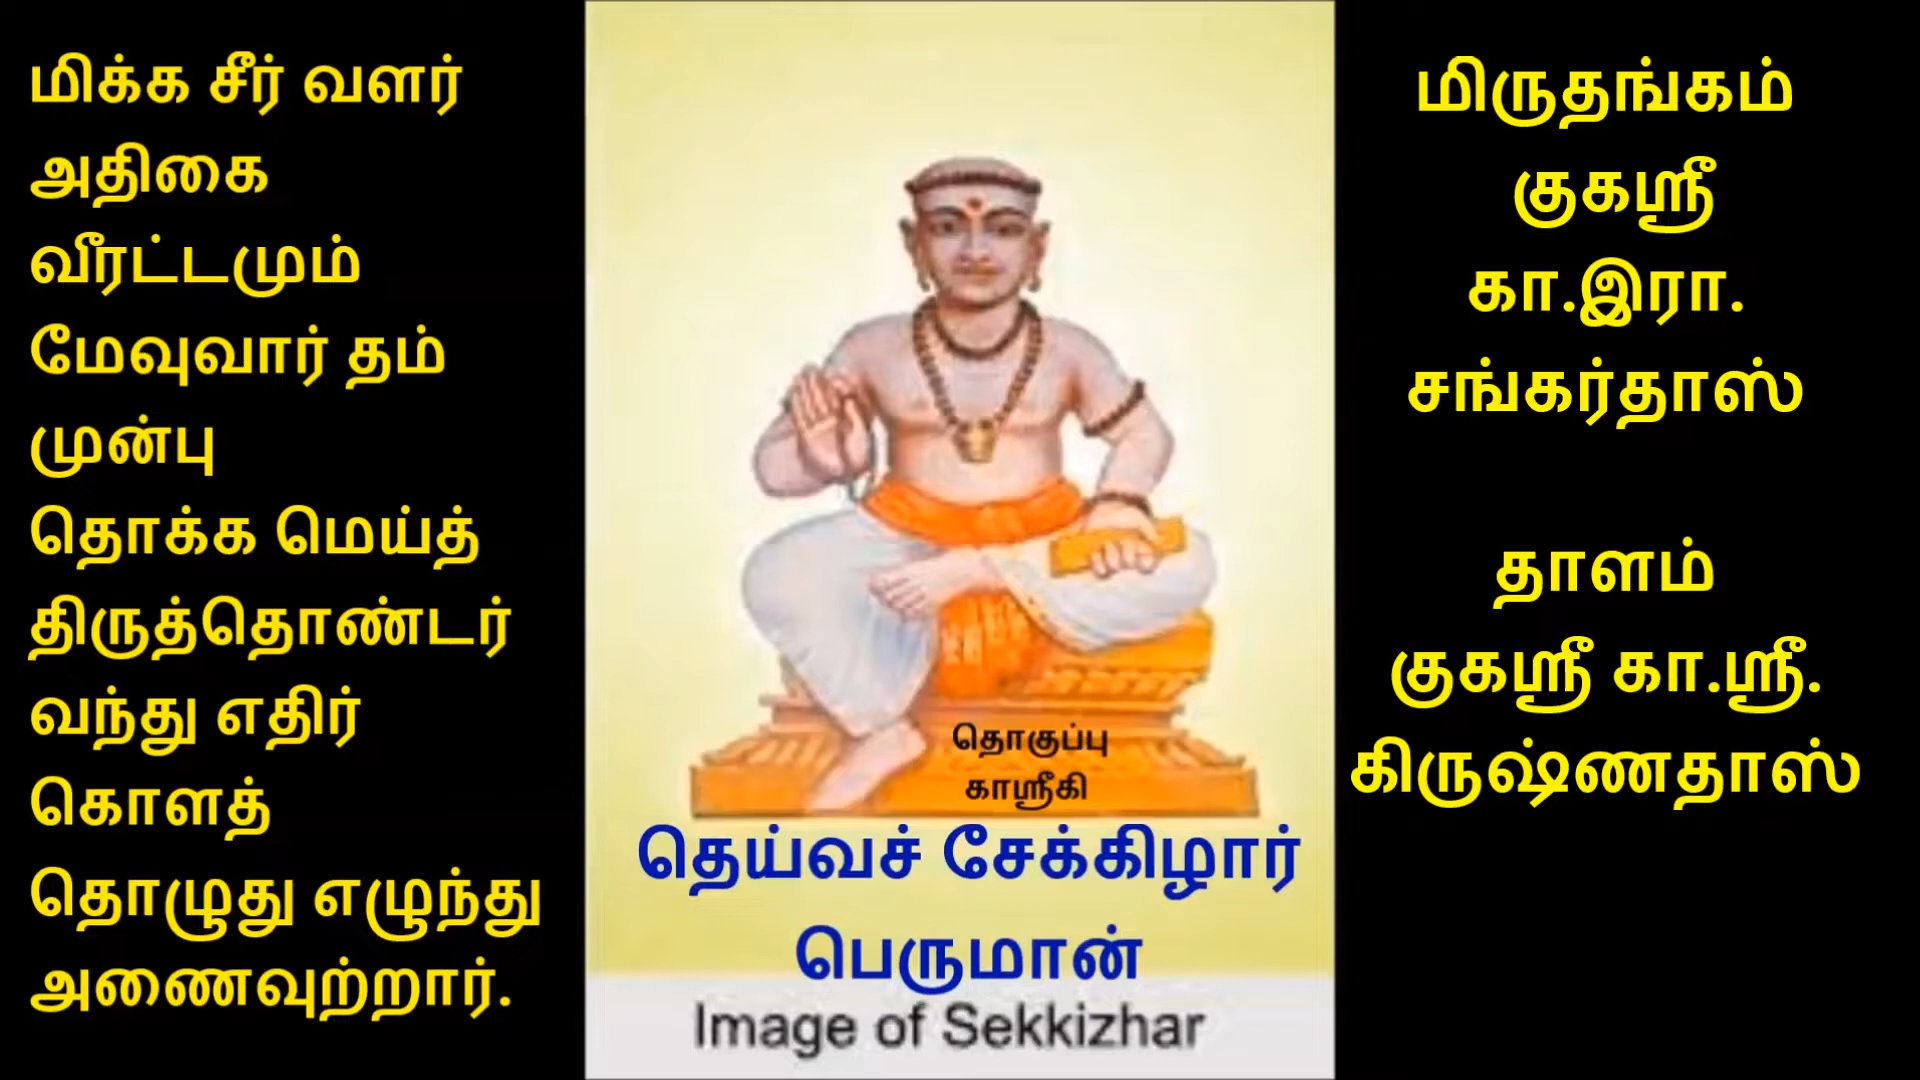 மிக்க சீர் வளர்
அதிகை
வீரட்டமும்
மேவுவார் தம்
முன்பு
தொக்க மெய்த்
திருத்தொண்டர்
வந்து எதிர்
கொளத்
தொழுது எழுந்து
அணைவுற்றார்.
தொகுப்பு
காஸ்ரீகி
தெய்வச் சேக்கிழார்
பெருமான்
Image of Sekkizhar
மிருதங்கம்
குகஸ்ரீ
கா.இரா.
சங்கர்தாஸ்
தாளம்
குகஸ்ரீ கா.ஸ்ரீ.
கிருஷ்ணதாஸ்